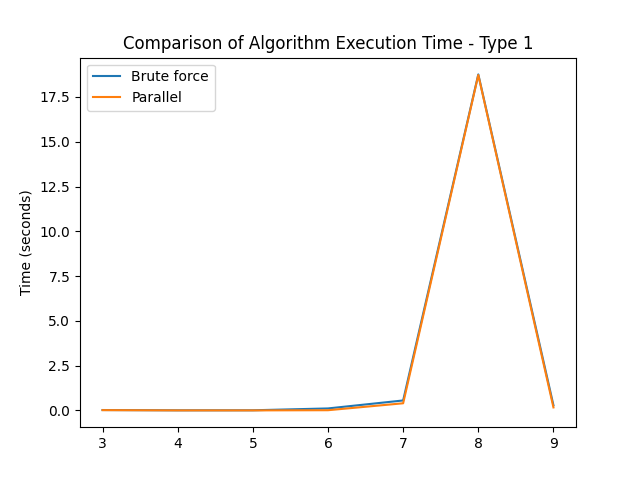 Comparison of Algorithm Execution Time - Type 1
Brute force
Parallel
Time (seconds)
17.5
15.0
12.5
10.0
7.5
5.0
2.5
0.0
3 4 5 6 7 8 9